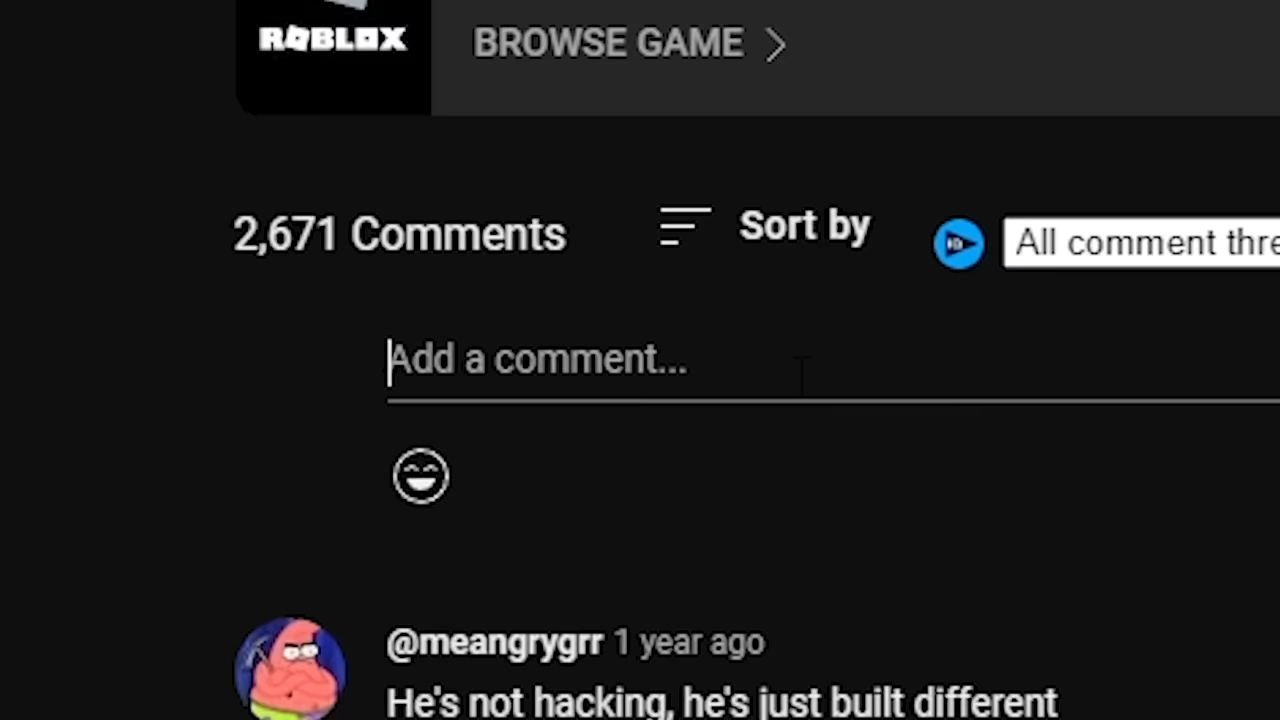 ROBLOX
BROWSE GAME
2,671 Comments
Sort by
All comment thre
Add a comment...
@meangrygrr 1 year ago
He's not hacking, he's just built different